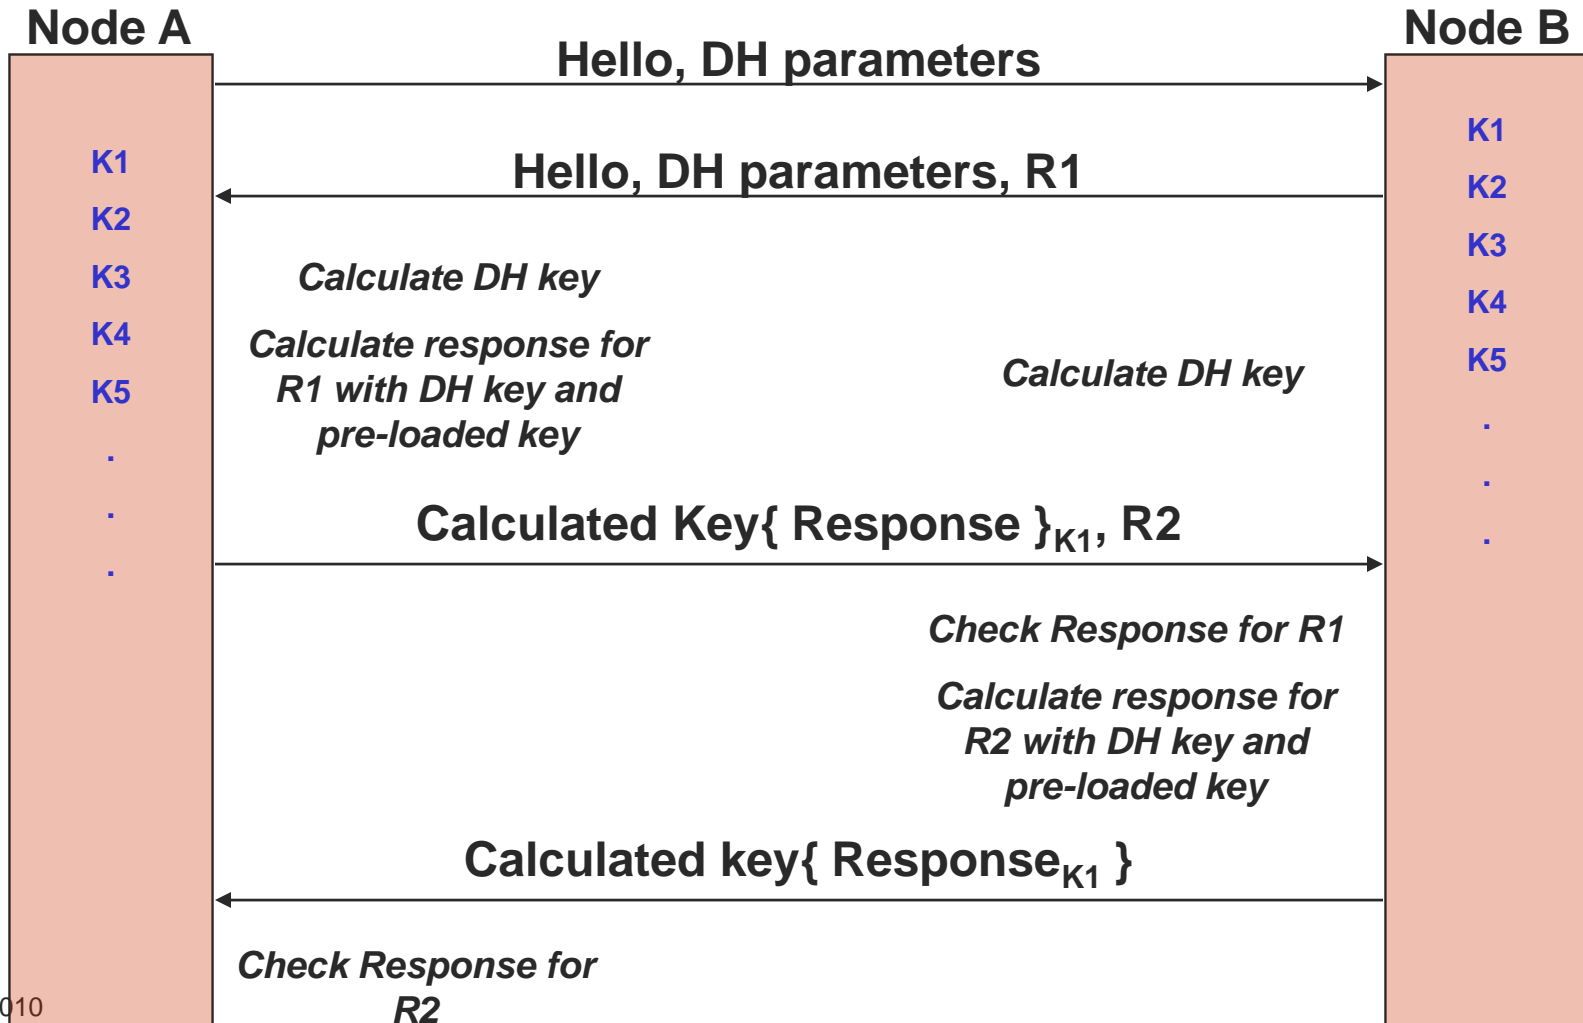 Node A
Node B
Hello, DH parameters
K1
K2
K3
K4
K5
.
.
.
K1
K2
K3
K4
K5
.
.
.
Hello, DH parameters, R1
Calculate DH key
Calculate response for
R1 with DH key and
pre-loaded key
Calculate DH key
Calculated Key{ Response }K1, R2
Check Response for R1
Calculate response for
R2 with DH key and
pre-loaded key
Calculated key{ ResponseK1 }
Check Response for
R2
010